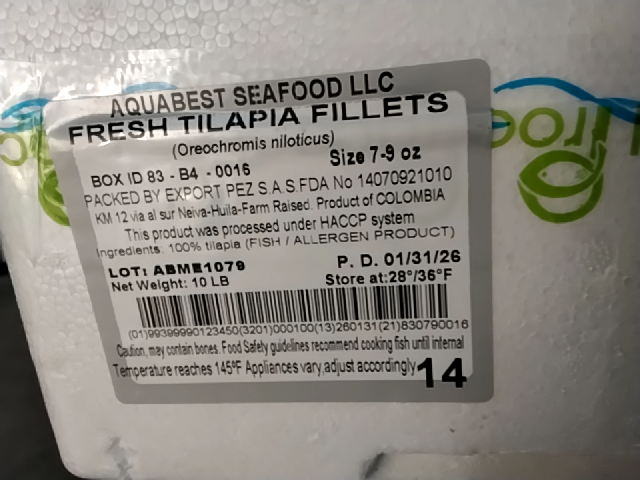 AQUABEST SEAFOOD LLC
FRESH TILAPIA FILLETS
(Oreochromis niloticus)
BOX ID 83 - B4 - 0016 Size 7-9 oz
PACKED BY EXPORT PEZ S.A.S.FDA No 14070921010
KM 12 via al sur Neiva-Huila-Farm Raised. Product of COLOMBIA
This product was processed under HACCP system
Ingredients: 100% tilapia (FISH / ALLERGEN PRODUCT)
LOT: ABME1079 P. D. 01/31/26
Net Weight: 10 LB Store at:28°/36°F
(01)99399990123450(3201)000100(13)260131(21)830790016
Caution, may contain bones. Food Safety guidelines recommend cooking fish until internal
Temperature reaches 145°F Appliances vary,adjust accordingly 14